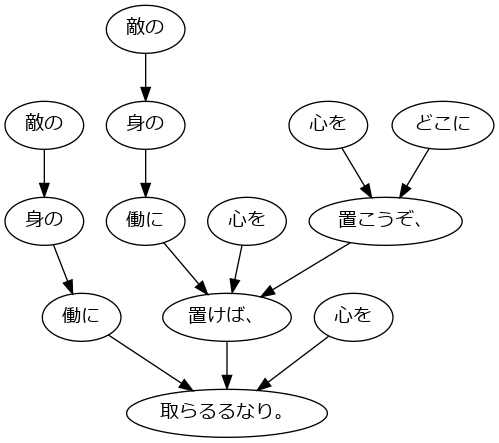 敵の
敵の
身の
心を
どこに
身の
働に
心を
置こうぞ、
働に
置けば、
心を
取らるるなり。